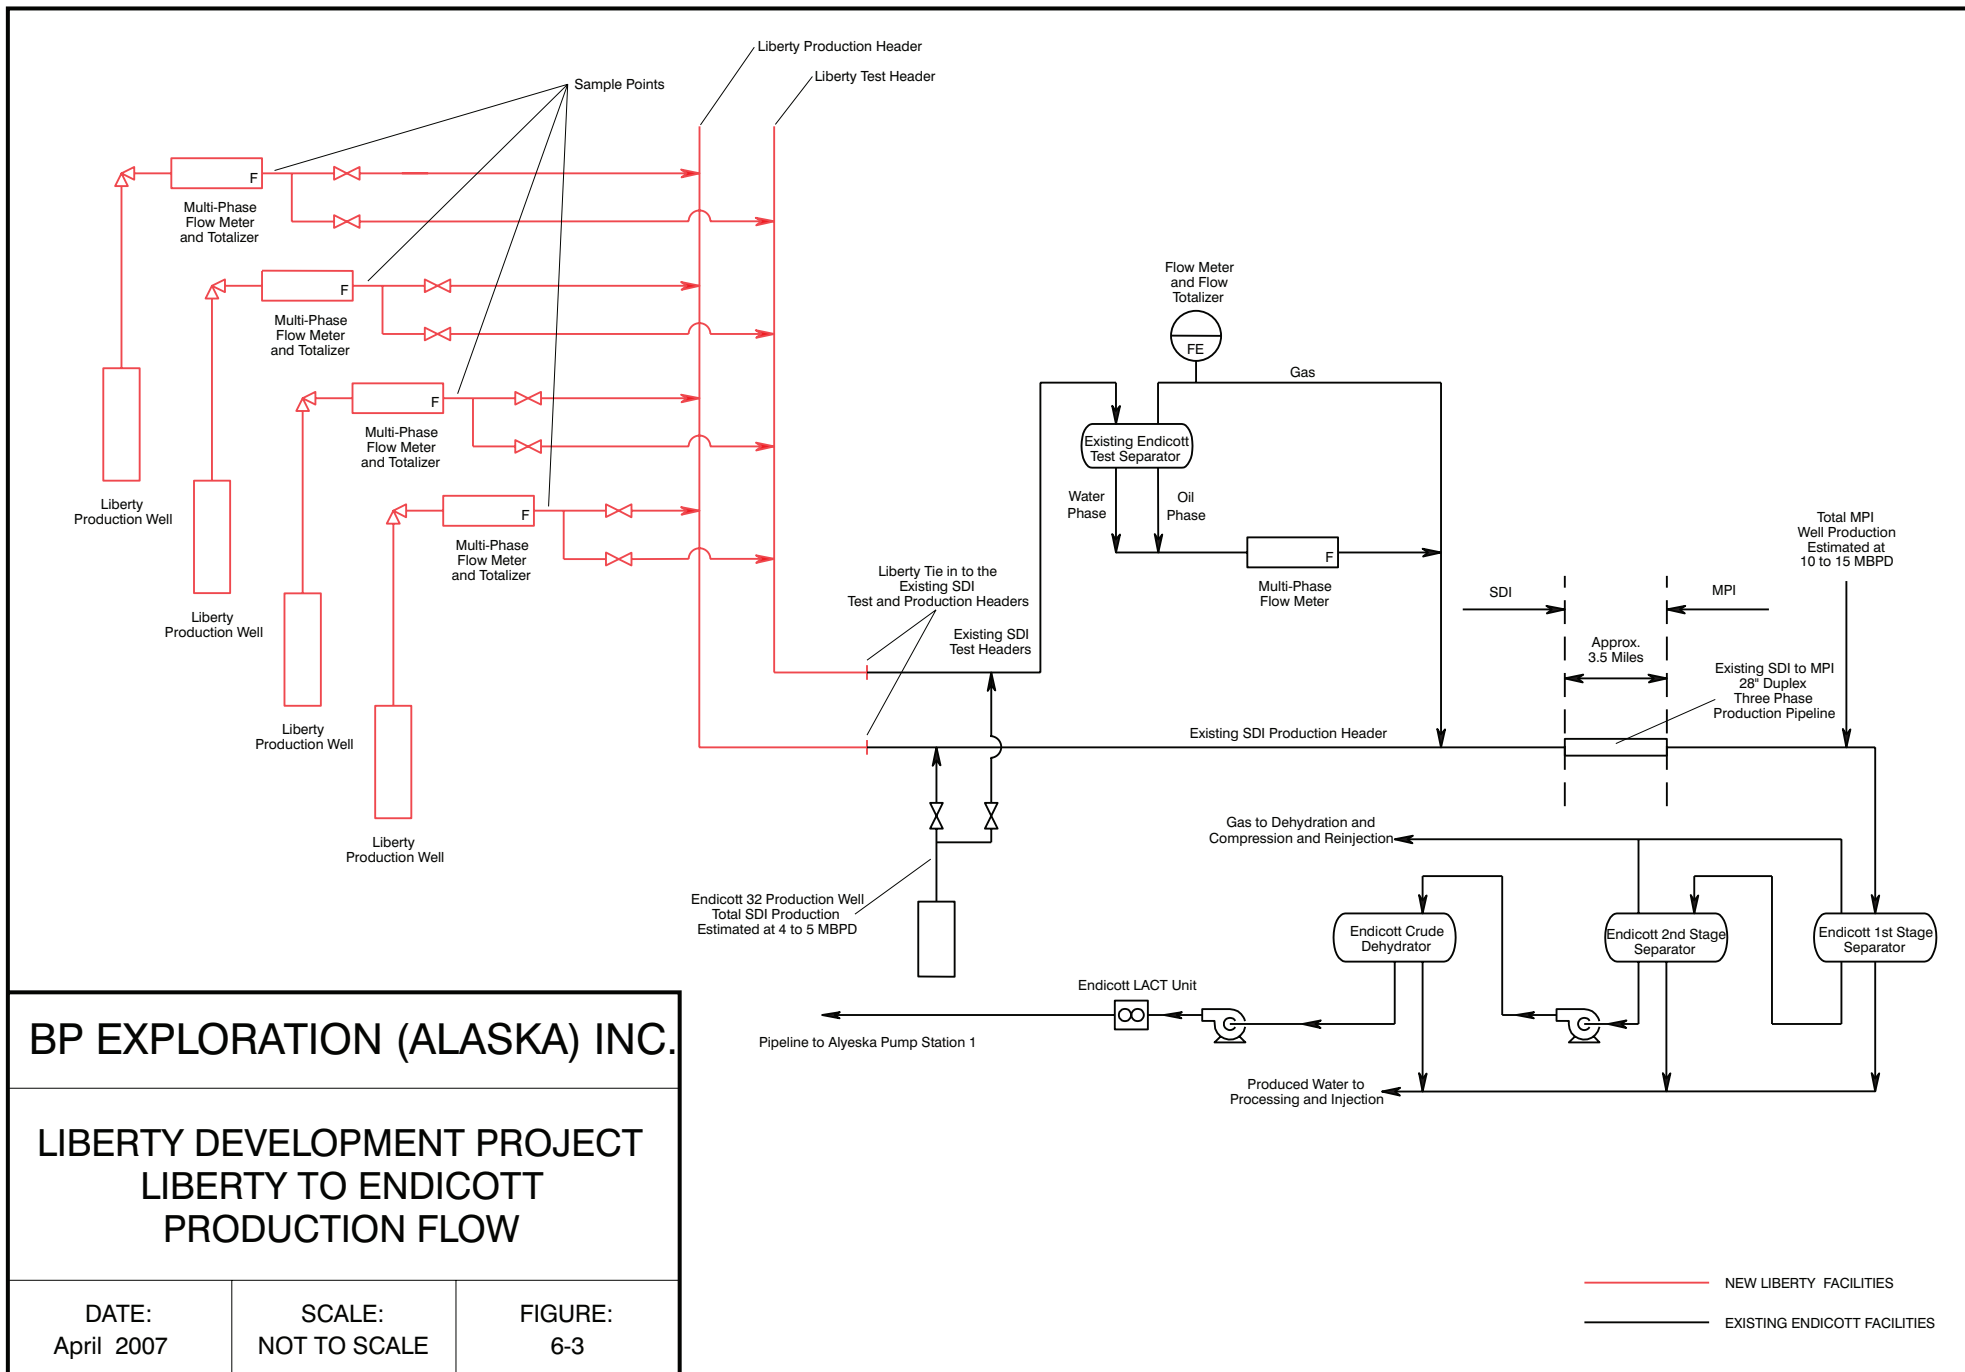 Liberty Production Header
Liberty Test Header
Sample Points
F
Multi-Phase
Flow Meter
and Totalizer
F
Multi-Phase
Flow Meter
and Totalizer
F
Multi-Phase
Flow Meter
and Totalizer
F
Multi-Phase
Flow Meter
and Totalizer
Liberty
Production Well
Liberty
Production Well
Liberty
Production Well
Liberty
Production Well
Flow Meter
and Flow
Totalizer
FE
Gas
Existing Endicott
Test Separator
Water
Phase
Oil
Phase
F
Multi-Phase
Flow Meter
Liberty Tie in to the
Existing SDI
Test and Production Headers
Existing SDI
Test Headers
Existing SDI Production Header
Total MPI
Well Production
Estimated at
10 to 15 MBPD
SDI
MPI
Approx.
3.5 Miles
Existing SDI to MPI
28" Duplex
Three Phase
Production Pipeline
Gas to Dehydration and
Compression and Reinjection
Endicott 32 Production Well
Total SDI Production
Estimated at 4 to 5 MBPD
Endicott Crude
Dehydrator
Endicott 2nd Stage
Separator
Endicott 1st Stage
Separator
Endicott LACT Unit
C
C
Pipeline to Alyeska Pump Station 1
Produced Water to
Processing and Injection
BP EXPLORATION (ALASKA) INC.
LIBERTY DEVELOPMENT PROJECT
LIBERTY TO ENDICOTT
PRODUCTION FLOW
DATE:
April 2007
SCALE:
NOT TO SCALE
FIGURE:
6-3
NEW LIBERTY FACILITIES
EXISTING ENDICOTT FACILITIES